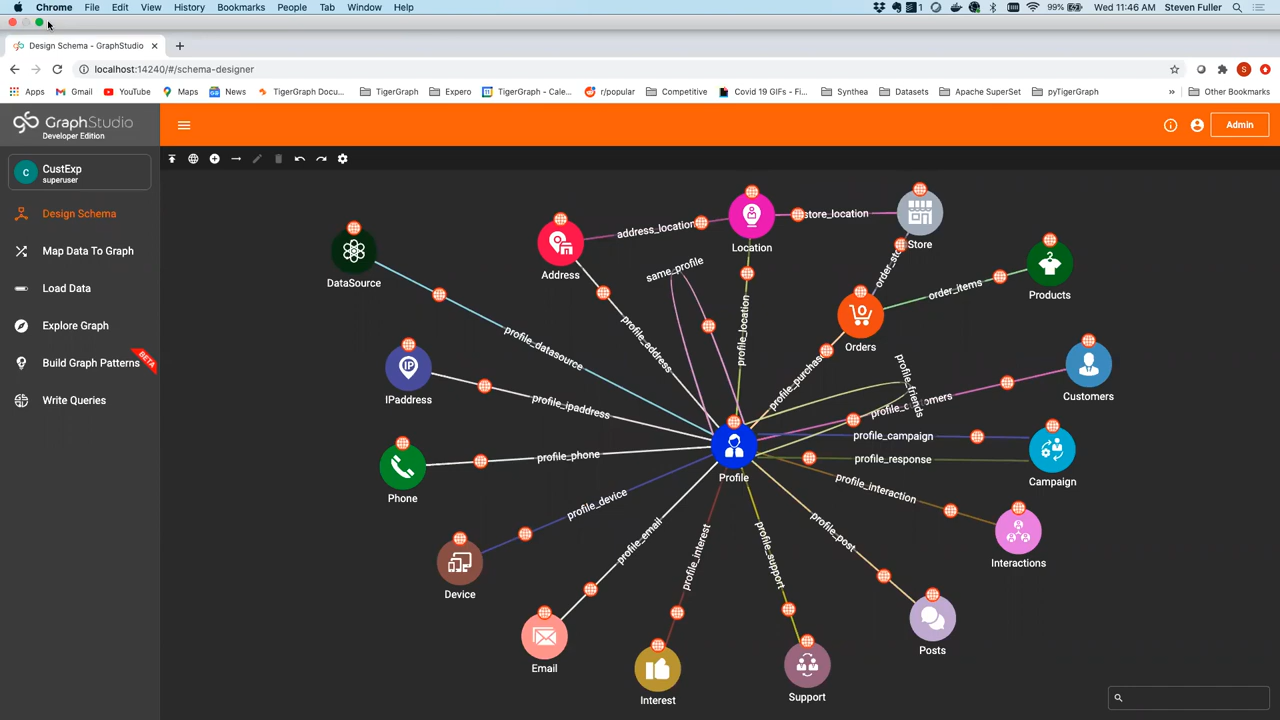 Chrome File Edit View History Bookmarks People Tab Window Help 1 99% Wed 11:46 AM Steven Fuller
Design Schema - GraphStudio
localhost:14240/#/schema-designer S
Apps Gmail YouTube Maps News TigerGraph Docu... TigerGraph Expero TigerGraph - Cale... r/popular Competitive Covid 19 GIFs - Fi... Synthea Datasets Apache SuperSet pyTigerGraph » Other Bookmarks
GraphStudio
Developer Edition
Admin
C
CustExp
superuser
Design Schema
Map Data To Graph
Load Data
Explore Graph
Build Graph Patterns
BETA
Write Queries
address_location
store_location
Location
Store
Address
DataSource
same_profile
order_items
Products
profile_location
Orders
profile_address
profile_datasource
IP
IPaddress
profile_ipaddress
profile_friends
Customers
profile_campaign
profile_phone
profile_response
Phone
Profile
Campaign
profile_interaction
profile_device
profile_email
profile_interest
profile_support
profile_post
Interactions
Device
Posts
Email
Interest
Support